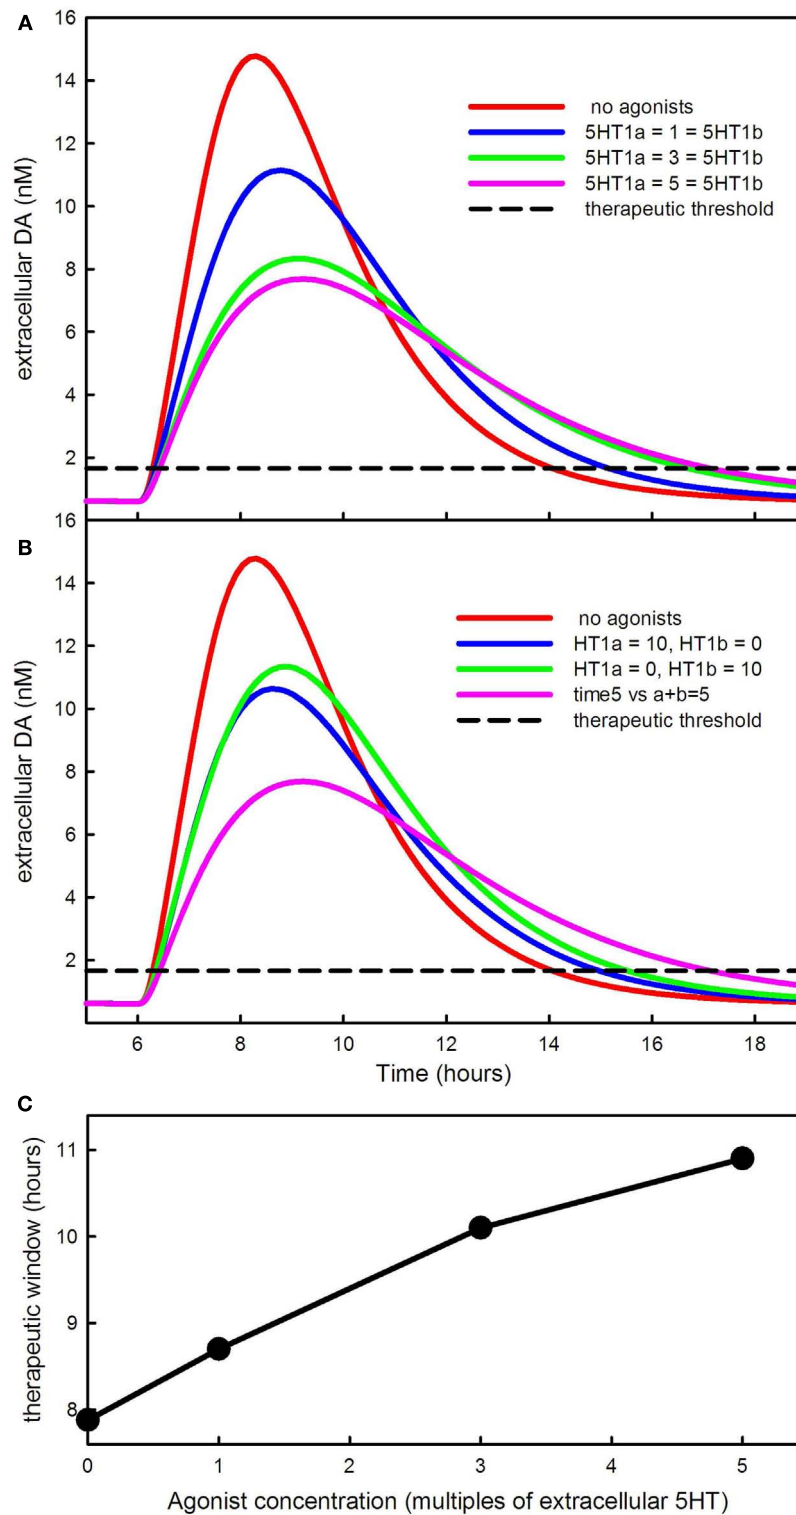 A
16
14
12
10
8
6
4
2
extracellular DA (nM)
no agonists
5HT1a = 1 = 5HT1b
5HT1a = 3 = 5HT1b
5HT1a = 5 = 5HT1b
therapeutic threshold
B
16
14
12
10
8
6
4
2
extracellular DA (nM)
no agonists
HT1a = 10, HT1b = 0
HT1a = 0, HT1b = 10
time5 vs a+b=5
therapeutic threshold
6 8 10 12 14 16 18
Time (hours)
C
11
10
9
8
therapeutic window (hours)
0 1 2 3 4 5
Agonist concentration (multiples of extracellular 5HT)